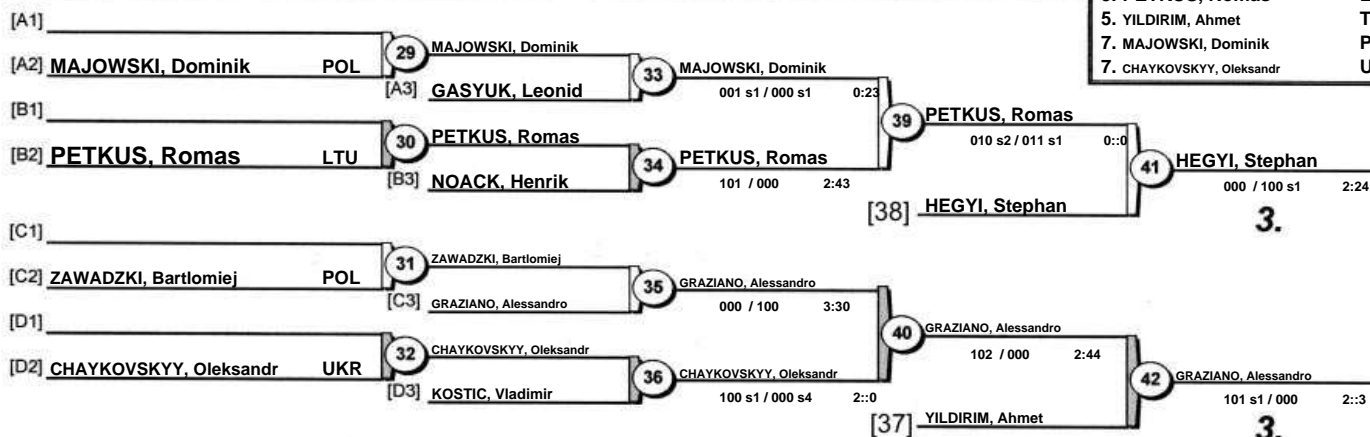 5. YILDIRIM, Ahmet T
7. MAJOWSKI, Dominik P
7. CHAYKOVSKYY, Oleksandr U
[A1]
[A2] MAJOWSKI, Dominik POL
29
MAJOWSKI, Dominik
[A3] GASYUK, Leonid
33
MAJOWSKI, Dominik
001 s1 / 000 s1 0:23
[B1]
[B2] PETKUS, Romas LTU
30
PETKUS, Romas
[B3] NOACK, Henrik
34
PETKUS, Romas
101 / 000 2:43
39
PETKUS, Romas
010 s2 / 011 s1 0::0
[38] HEGYI, Stephan
41
HEGYI, Stephan
000 / 100 s1 2:24
3.
[C1]
[C2] ZAWADZKI, Bartlomiej POL
31
ZAWADZKI, Bartlomiej
[C3] GRAZIANO, Alessandro
35
GRAZIANO, Alessandro
000 / 100 3:30
[D1]
[D2] CHAYKOVSKYY, Oleksandr UKR
32
CHAYKOVSKYY, Oleksandr
[D3] KOSTIC, Vladimir
36
CHAYKOVSKYY, Oleksandr
100 s1 / 000 s4 2::0
40
GRAZIANO, Alessandro
102 / 000 2:44
[37] YILDIRIM, Ahmet
42
GRAZIANO, Alessandro
101 s1 / 000 2::3
3.